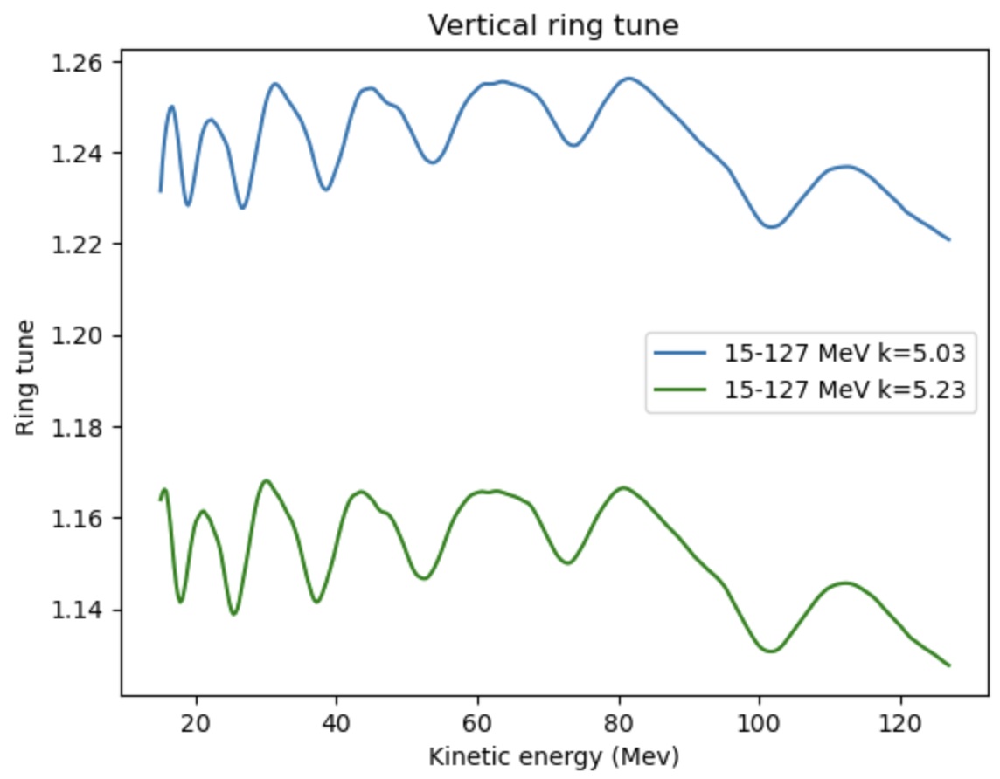 Vertical ring tune
1.26
1.24
1.22
1.20
1.18
1.16
1.14
Ring tune
15-127 MeV k=5.03
15-127 MeV k=5.23
20 40 60 80 100 120
Kinetic energy (Mev)